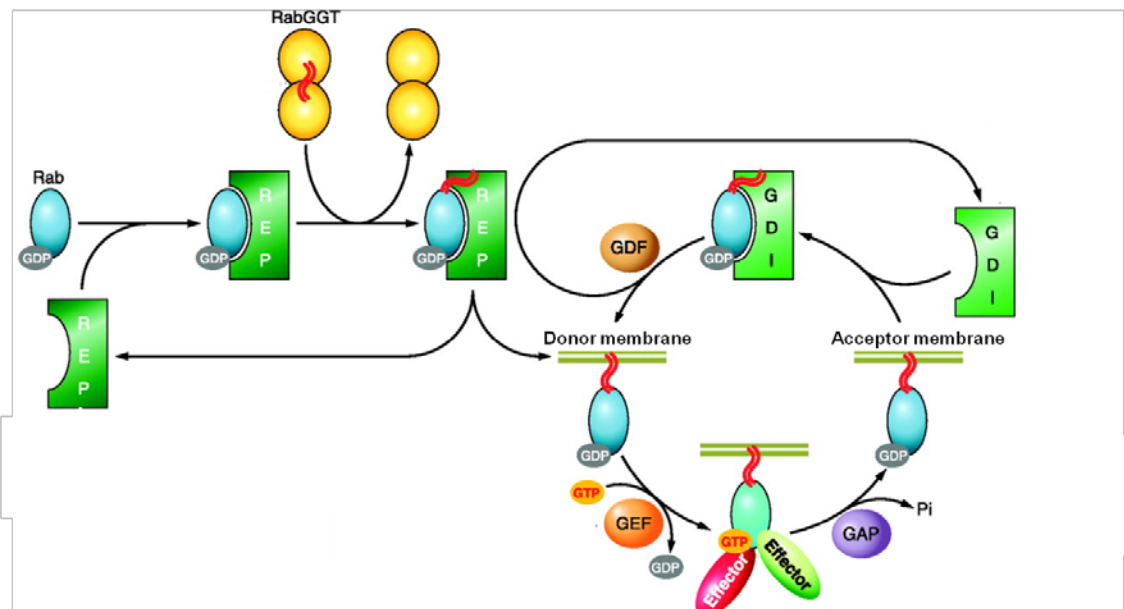 RabGGT
Rab
GDP
R
E
P
GDP
R
E
P
GDP
R
E
P
GDF
GDP
G
D
I
G
D
I
R
E
P
Donor membrane
Acceptor membrane
GDP
GDP
GTP
GEF
GDP
GTP
Effector
Effector
GAP
Pi